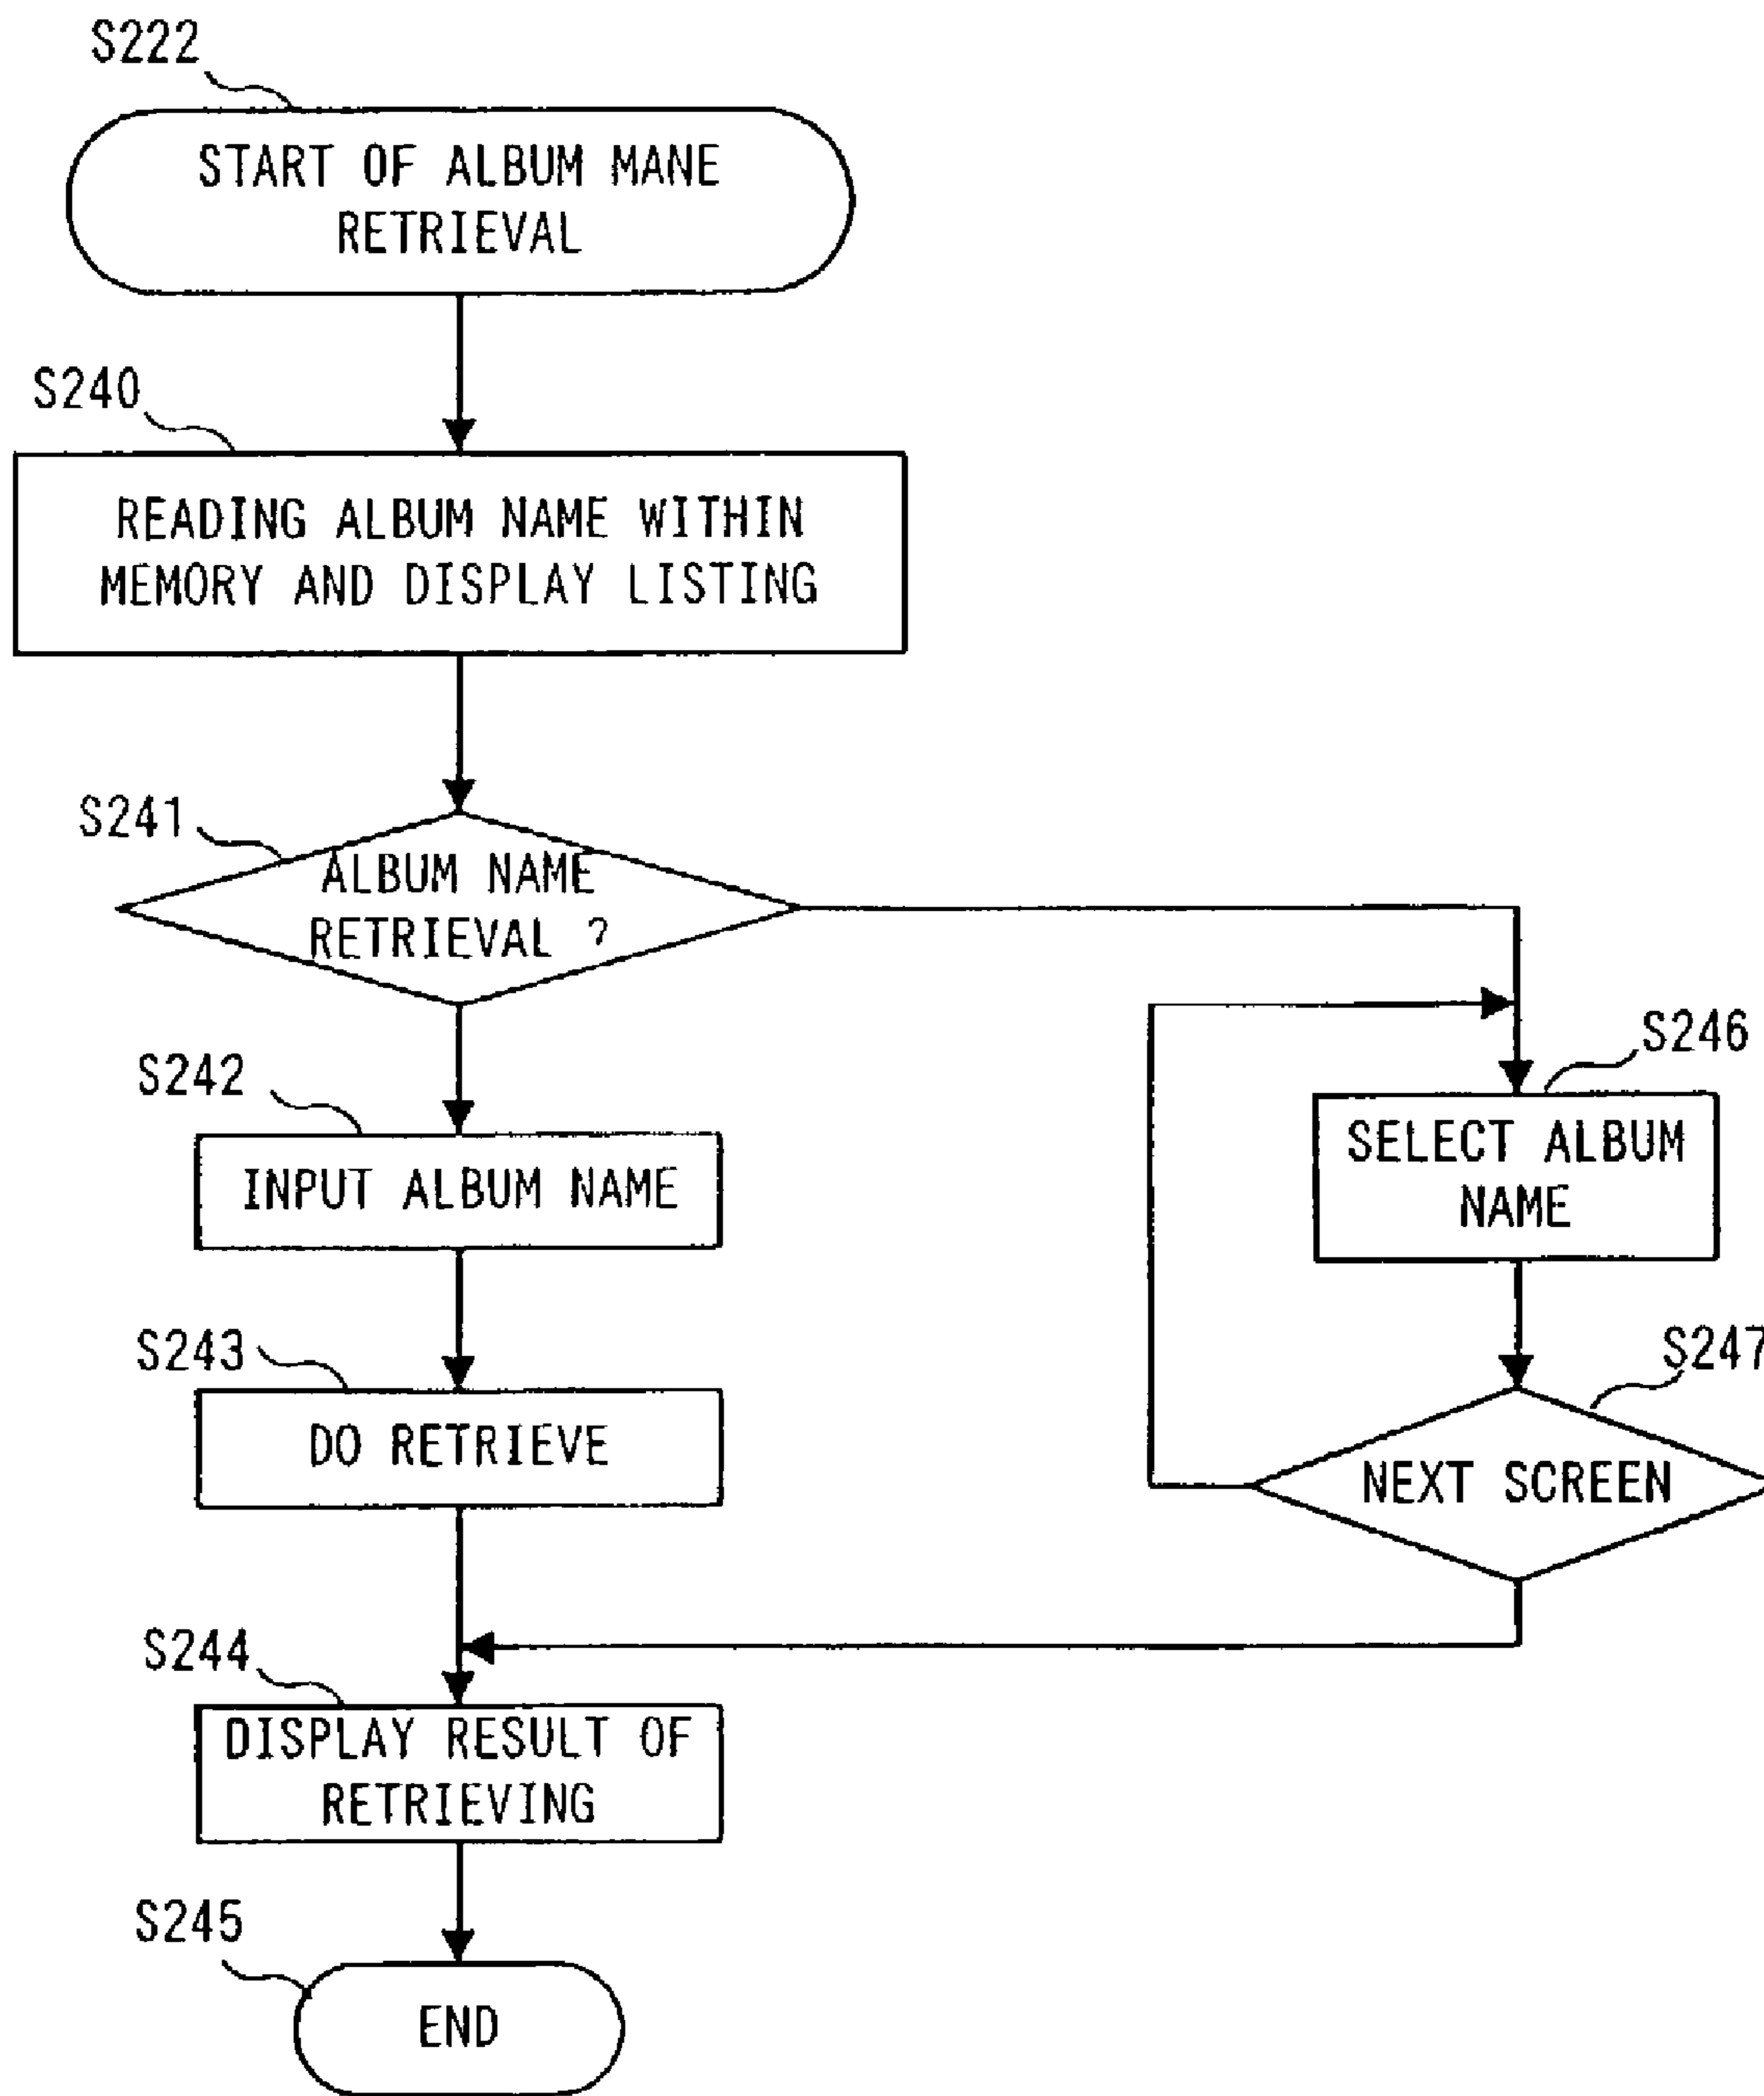 S222
START OF ALBUM MANE
RETRIEVAL
S240
READING ALBUM NAME WITHIN
MEMORY AND DISPLAY LISTING
S241
ALBUM NAME
RETRIEVAL ?
S242
INPUT ALBUM NAME
S246
SELECT ALBUM
NAME
S243
DO RETRIEVE
S247
NEXT SCREEN
S244
DISPLAY RESULT OF
RETRIEVING
S245
END